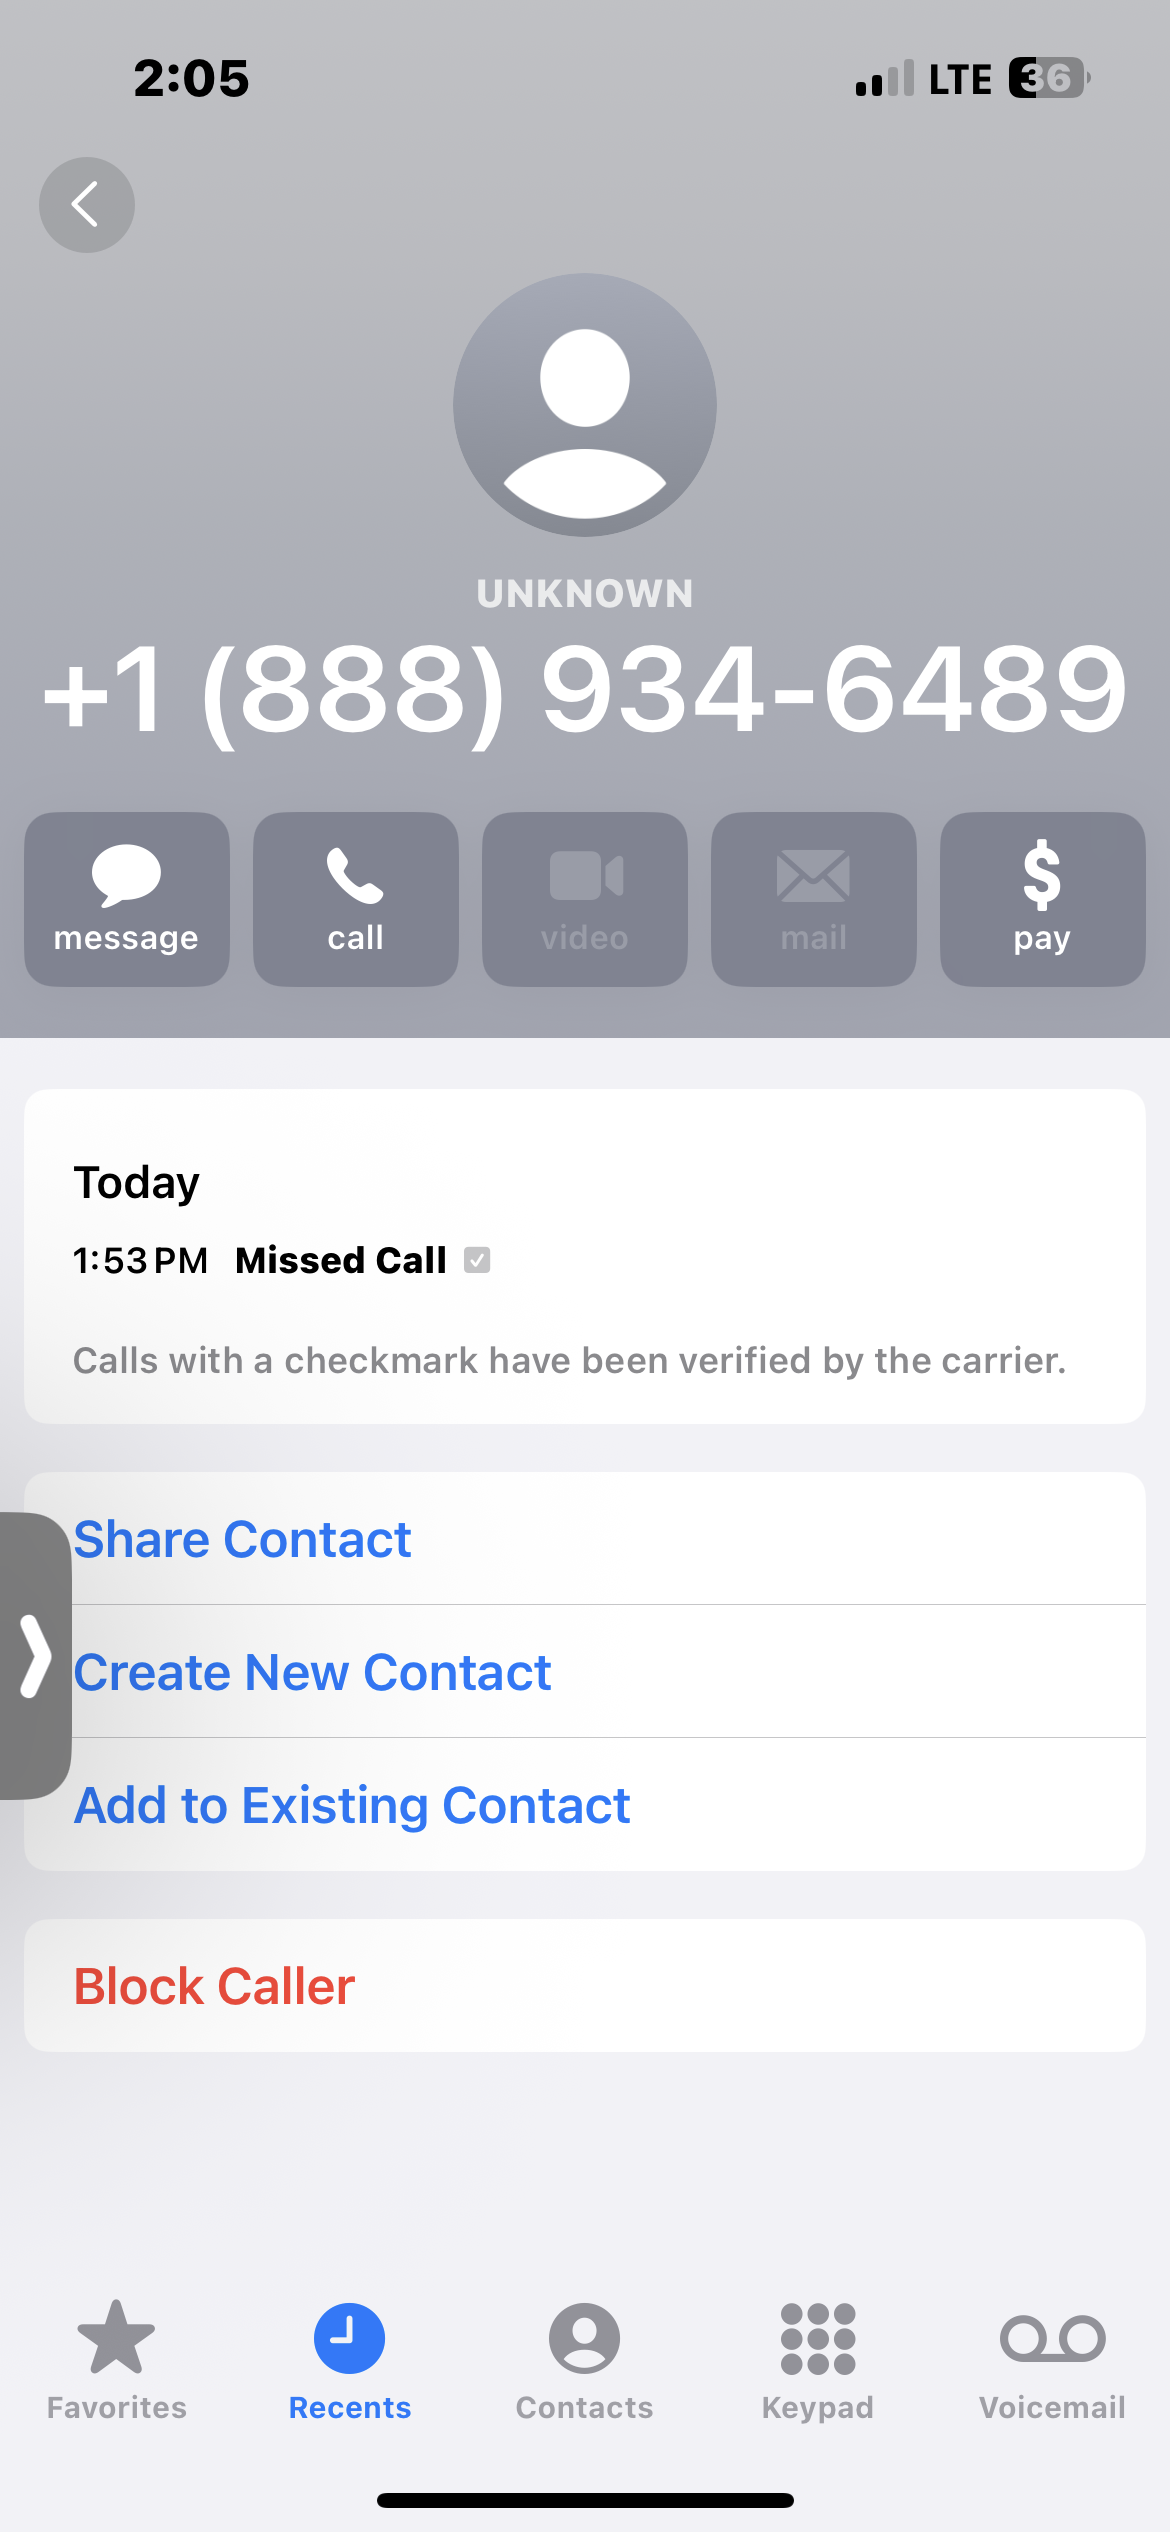 2:05 LTE 36
UNKNOWN
+1 (888) 934-6489
message call video mail pay
Today
1:53 PM Missed Call
Calls with a checkmark have been verified by the carrier.
Share Contact
Create New Contact
Add to Existing Contact
Block Caller
Favorites Recents Contacts Keypad Voicemail